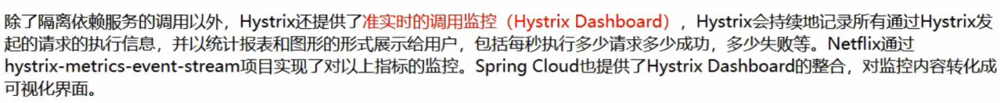 除了隔离依赖服务的调用以外，Hystrix还提供了准实时的调用监控（Hystrix Dashboard），Hystrix会持续地记录所有通过Hystrix发
起的请求的执行信息，并以统计报表和图形的形式展示给用户，包括每秒执行多少请求多少成功，多少失败等。Netflix通过
hystrix-metrics-event-stream项目实现了对以上指标的监控。Spring Cloud也提供了Hystrix Dashboard的整合，对监控内容转化成
可视化界面。